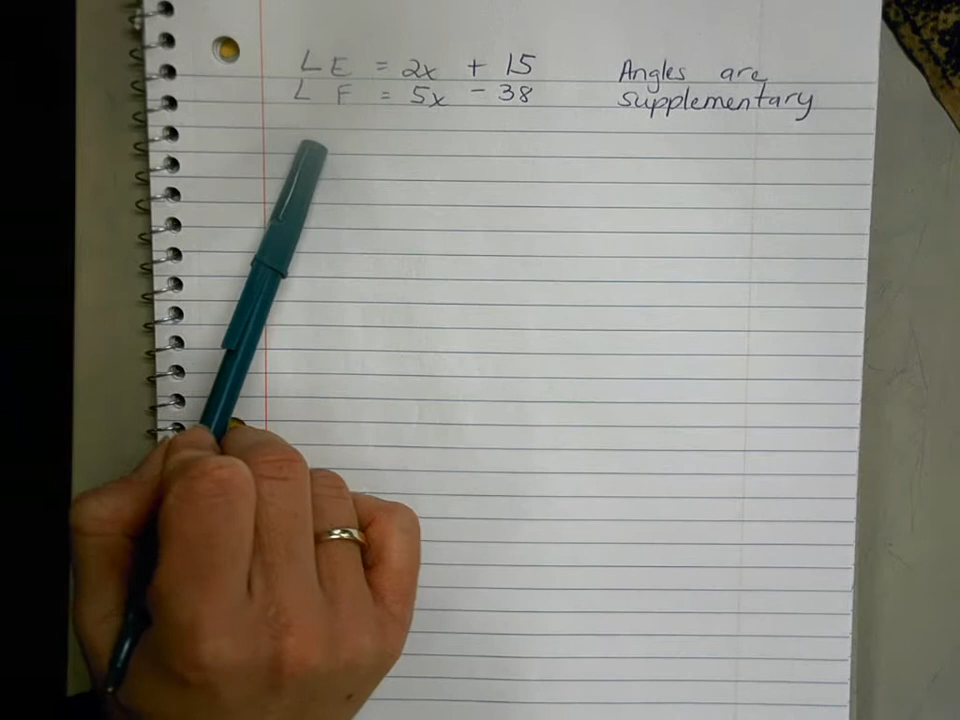 ∠ E = 2x + 15 Angles are
∠ F = 5x - 38 supplementary